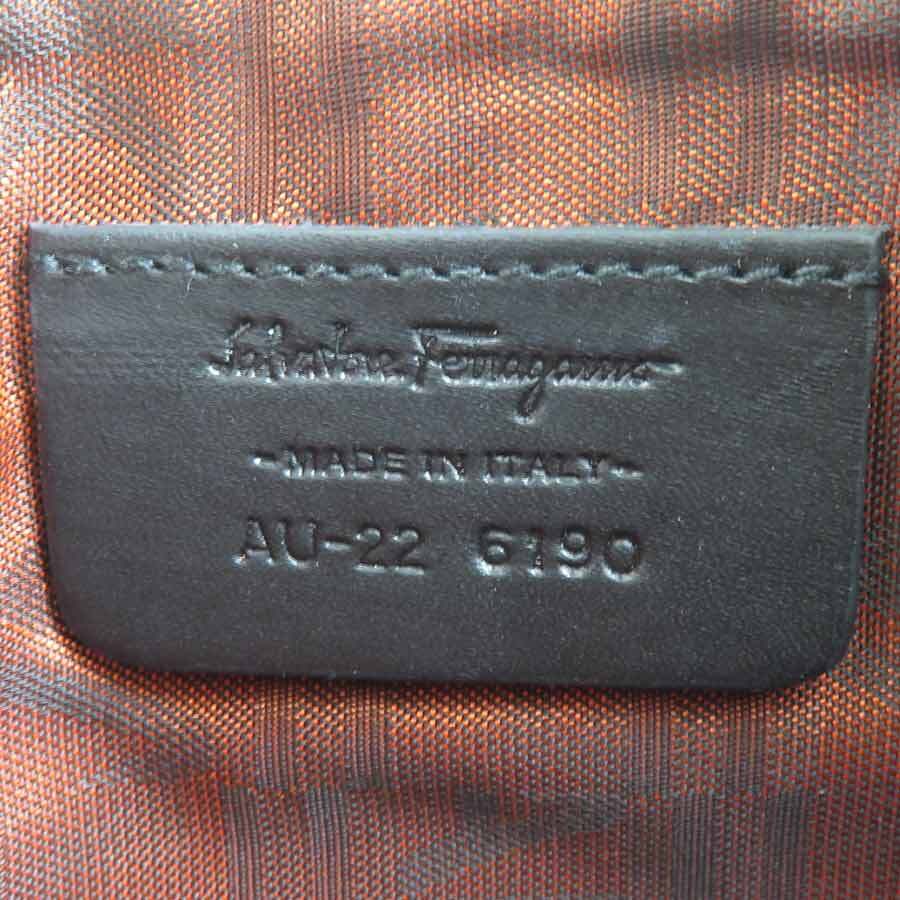 Salvatore Ferragamo
-MADE IN ITALY-
AU-22 6190